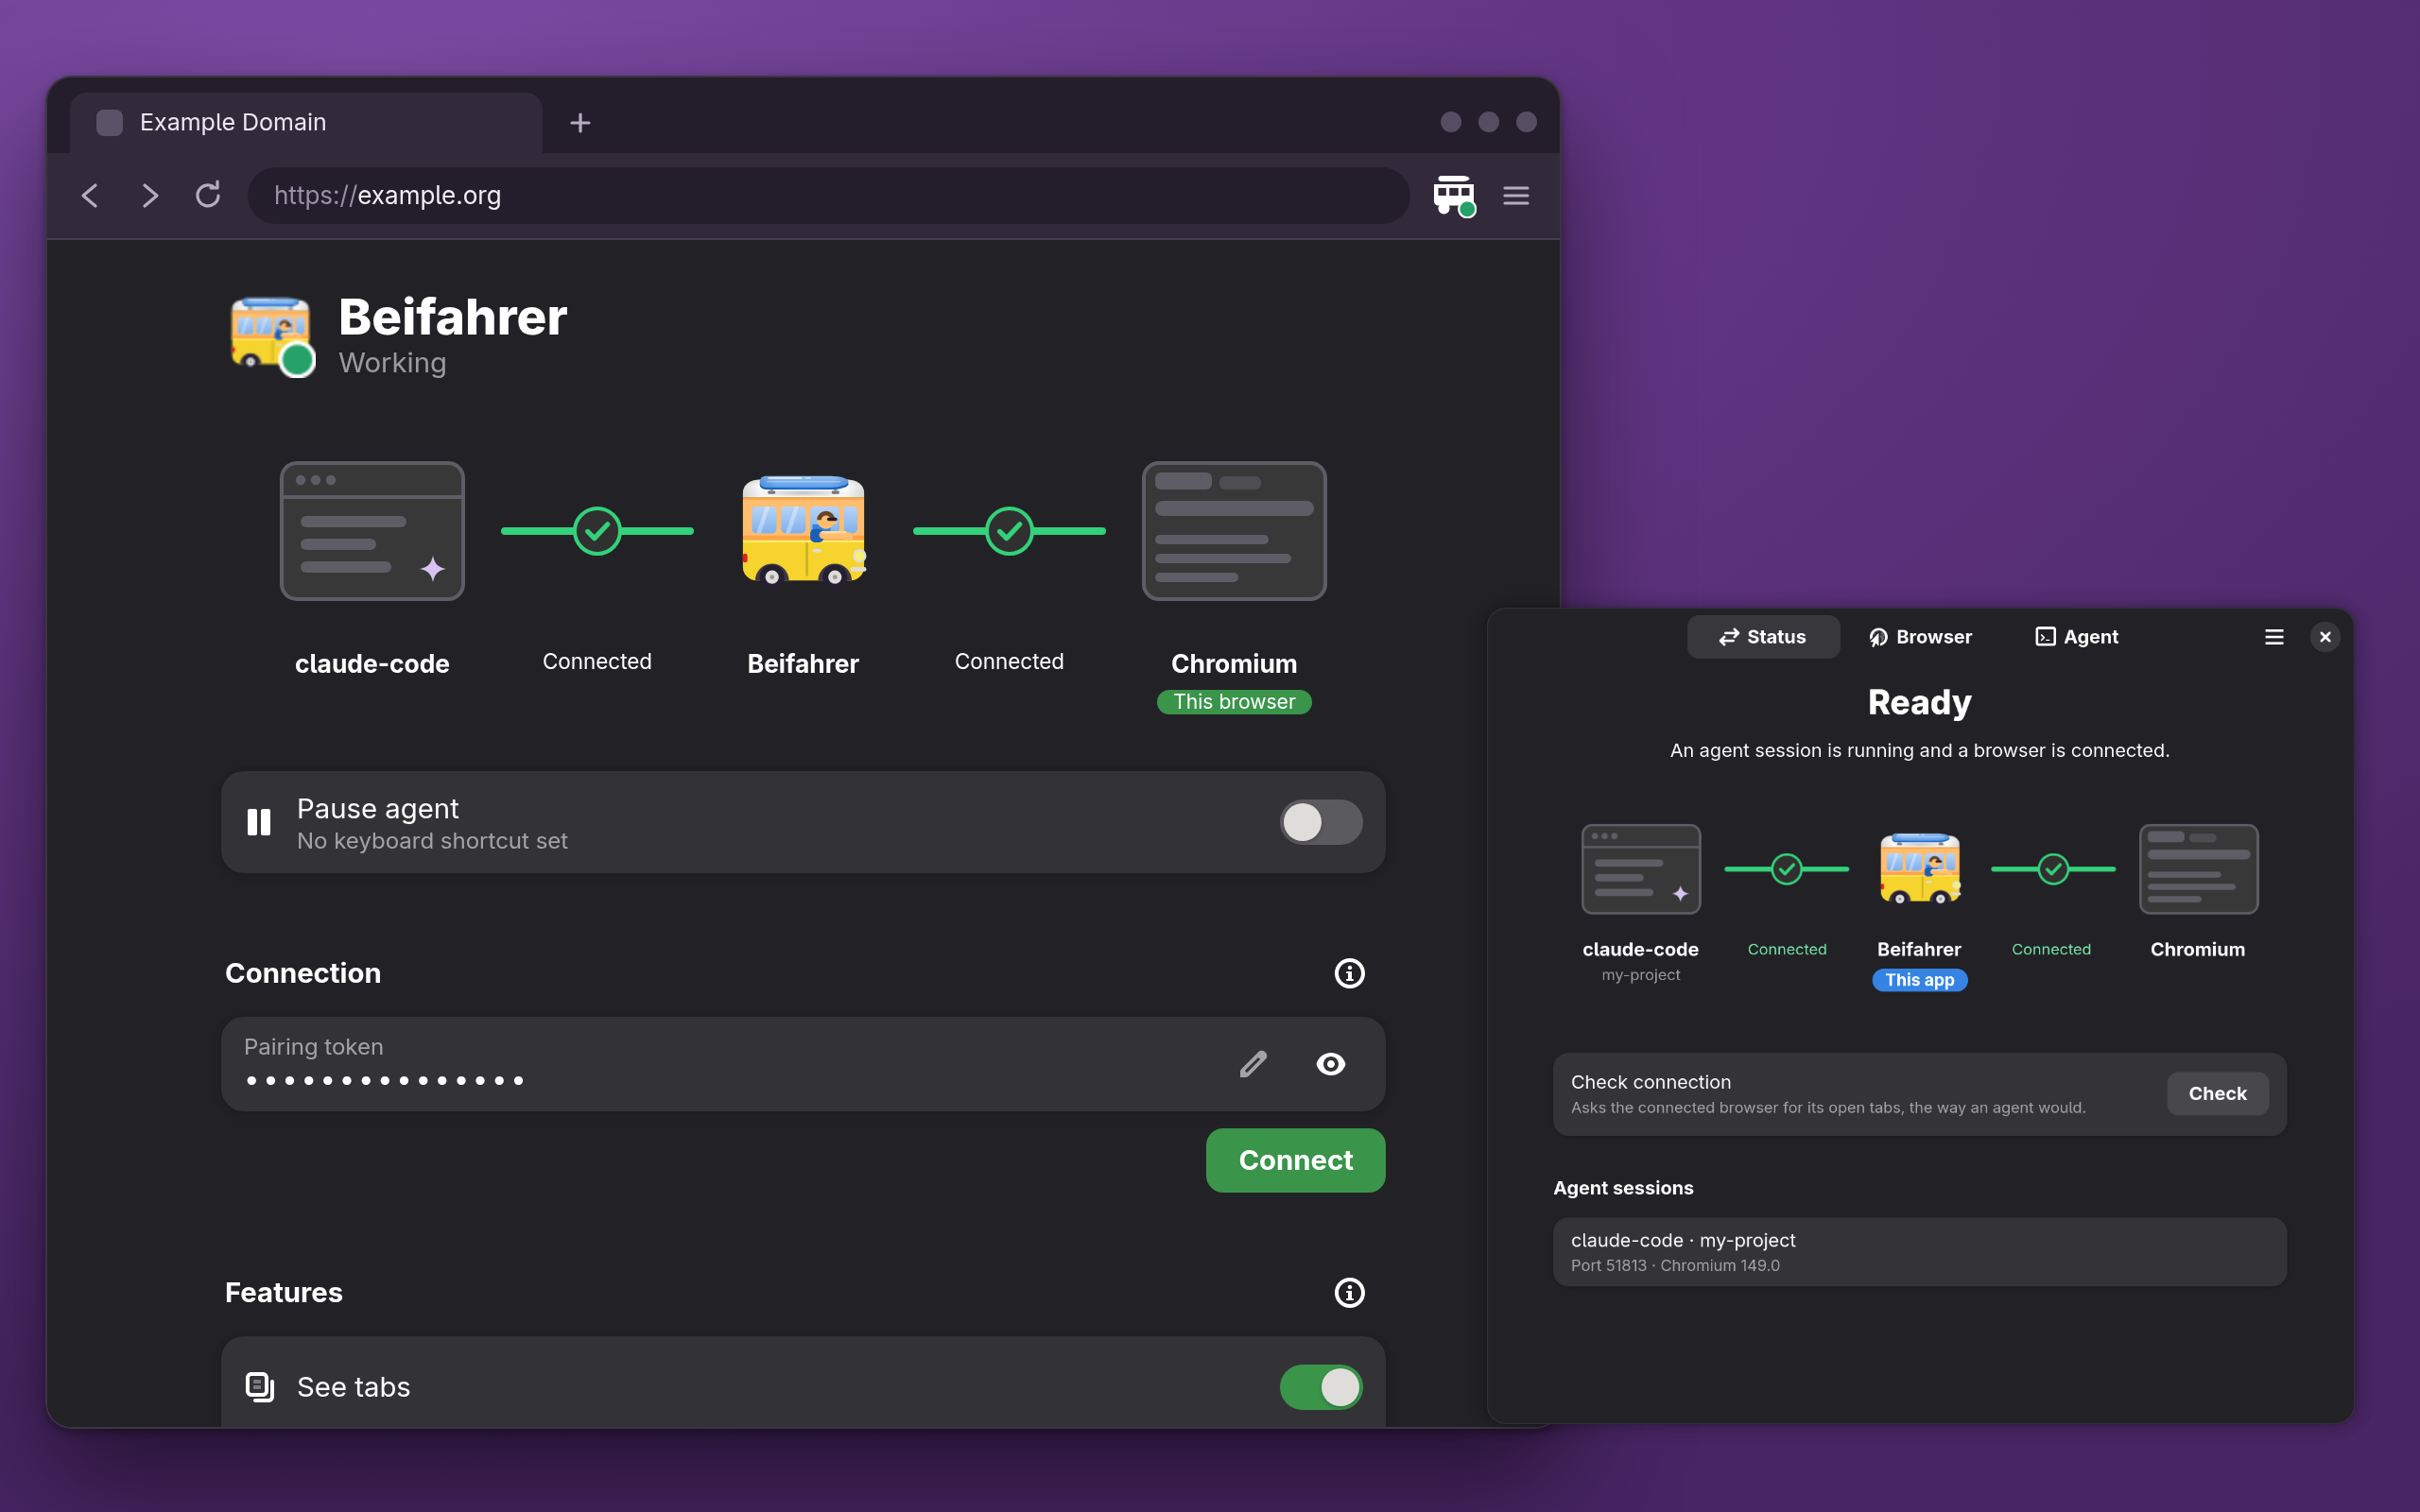 Example Domain
https://example.org
Beifahrer
Working
claude-code
Connected
Beifahrer
Connected
Chromium
This browser
Pause agent
No keyboard shortcut set
Connection
Pairing token
•••••••••••••••
Connect
Features
See tabs
Status
Browser
Agent
Ready
An agent session is running and a browser is connected.
claude-code
my-project
Connected
Beifahrer
This app
Connected
Chromium
Check connection
Asks the connected browser for its open tabs, the way an agent would.
Check
Agent sessions
claude-code · my-project
Port 51813 · Chromium 149.0